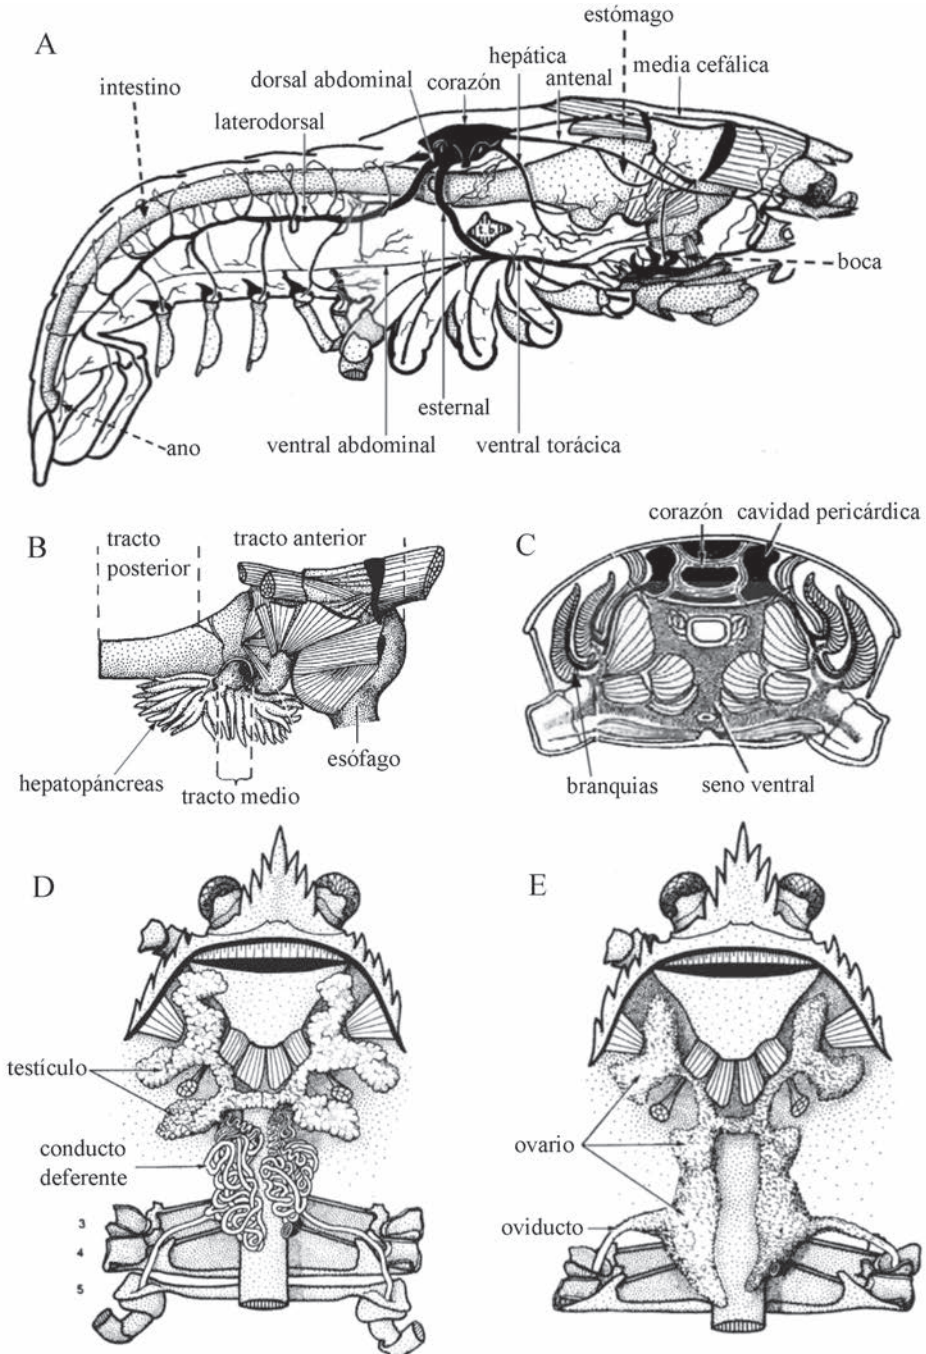 A
estómago
hepática
media cefálica
dorsal abdominal
corazón
antenal
intestino
laterodorsal
t.b.
boca
esternal
ano
ventral abdominal
ventral torácica
B
tracto
posterior
tracto anterior
esófago
hepatopáncreas
tracto medio
C
corazón
cavidad pericárdica
branquias
seno ventral
D
testículo
conducto
deferente
3
4
5
E
ovario
oviducto